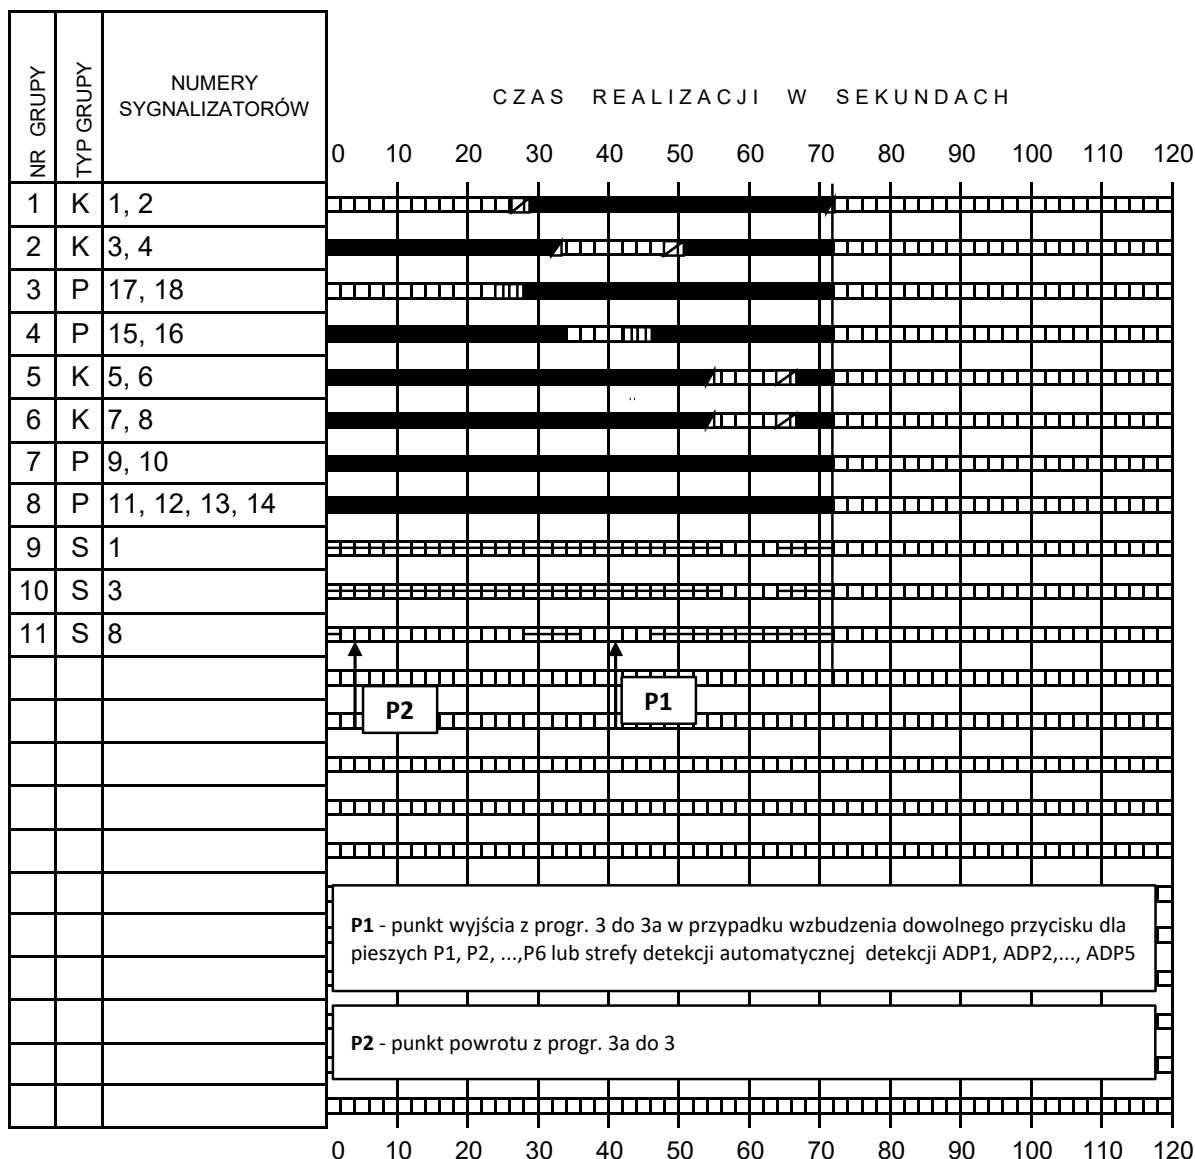 NR GRUPY
TYP GRUPY
NUMERY
SYGNALIZATORÓW
CZAS REALIZACJI W SEKUNDACH
0 10 20 30 40 50 60 70 80 90 100 110 120
1 K 1, 2
2 K 3, 4
3 P 17, 18
4 P 15, 16
5 K 5, 6
6 K 7, 8
7 P 9, 10
8 P 11, 12, 13, 14
9 S 1
10 S 3
11 S 8
P2
P1
P1 - punkt wyjścia z progr. 3 do 3a w przypadku wzbudzenia dowolnego przycisku dla
pieszych P1, P2, ...,P6 lub strefy detekcji automatycznej detekcji ADP1, ADP2,..., ADP5
P2 - punkt powrotu z progr. 3a do 3
0 10 20 30 40 50 60 70 80 90 100 110 120